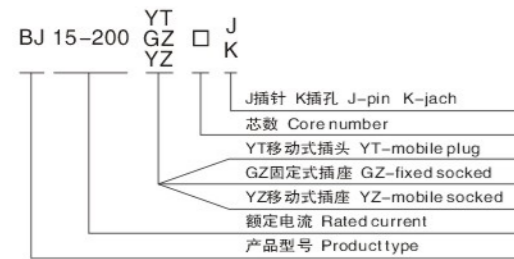 YT
BJ 15-200 GZ □ J
YZ K
J插针 K插孔 J-pin K-jach
芯数 Core number
YT移动式插头 YT-mobile plug
GZ固定式插座 GZ-fixed socked
YZ移动式插座 YZ-mobile socked
额定电流 Rated current
产品型号 Product type